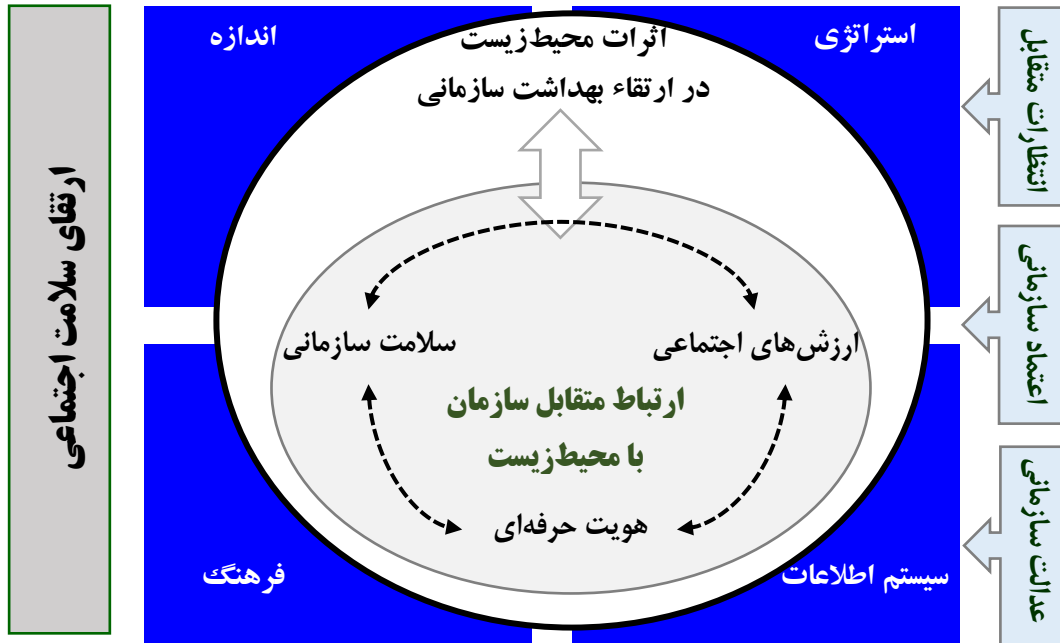 انتظارات متقابل
اعتماد سازمانی
عدالت سازمانی
استراتژی
اندازه
اثرات محیط‌زیست
در ارتقاء بهداشت سازمانی
ارزش‌های اجتماعی
سلامت سازمانی
ارتباط متقابل سازمان
با محیط‌زیست
هویت حرفه‌ای
سیستم اطلاعات
فرهنگ
ارتقای سلامت اجتماعی